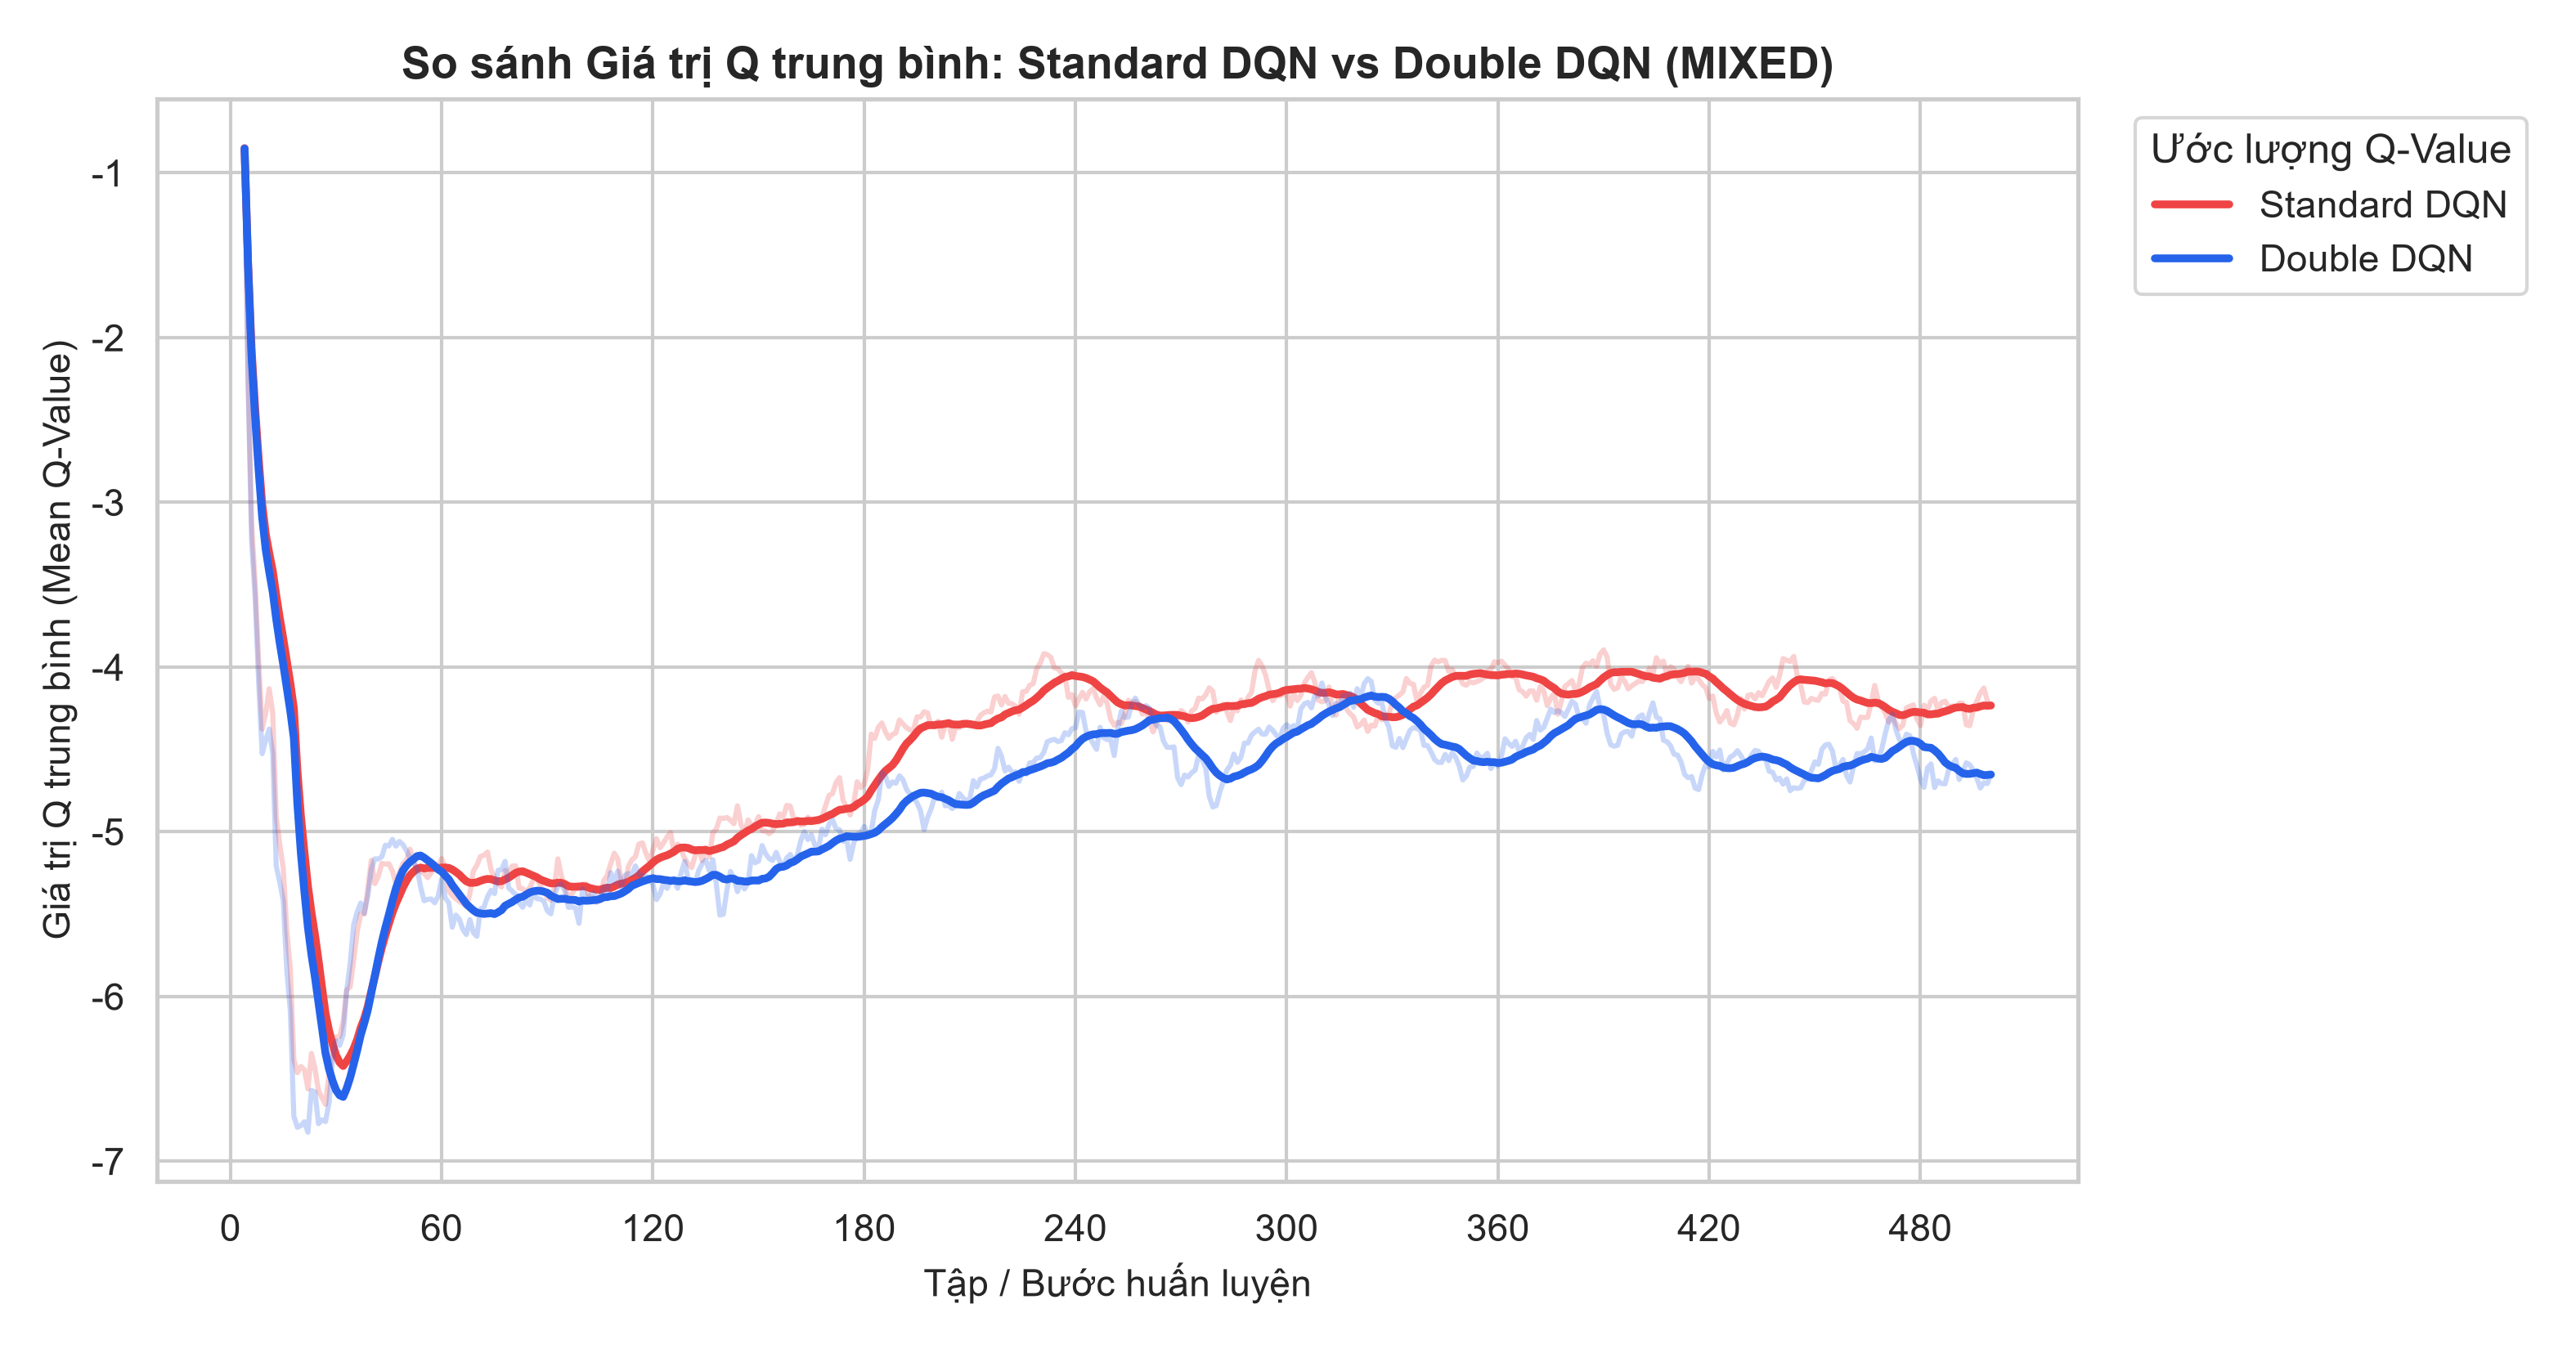 So sánh Giá trị Q trung bình: Standard DQN vs Double DQN (MIXED)
Ước lượng Q-Value
Standard DQN
Double DQN
Giá trị Q trung bình (Mean Q-Value)
-1
-2
-3
-4
-5
-6
-7
0 60 120 180 240 300 360 420 480
Tập / Bước huấn luyện